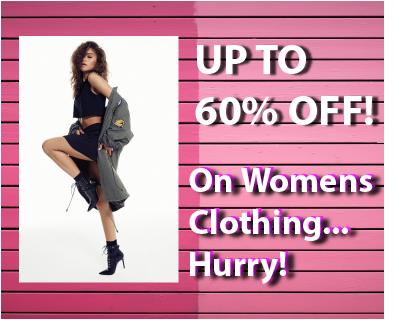 UP TO
60% OFF!
On Womens
Clothing...
Hurry!